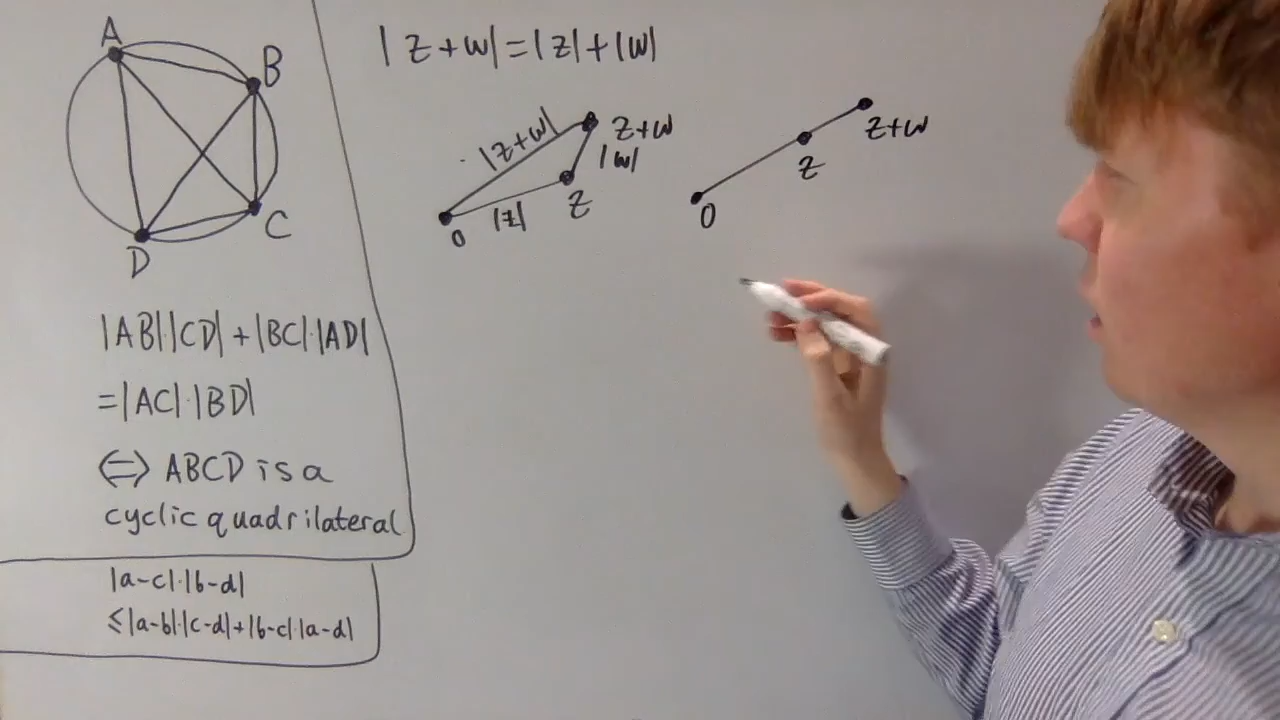 A
B
C
D
|AB|·|CD|+|BC|·|AD|
=|AC|·|BD|
⇔ ABCD is a
cyclic quadrilateral
|a-c|·|b-d|
≤|a-b|·|c-d|+|b-c|·|a-d|
|z+w|=|z|+|w|
|z+w|
z+w
|w|
z
|z|
0
z+w
z
0